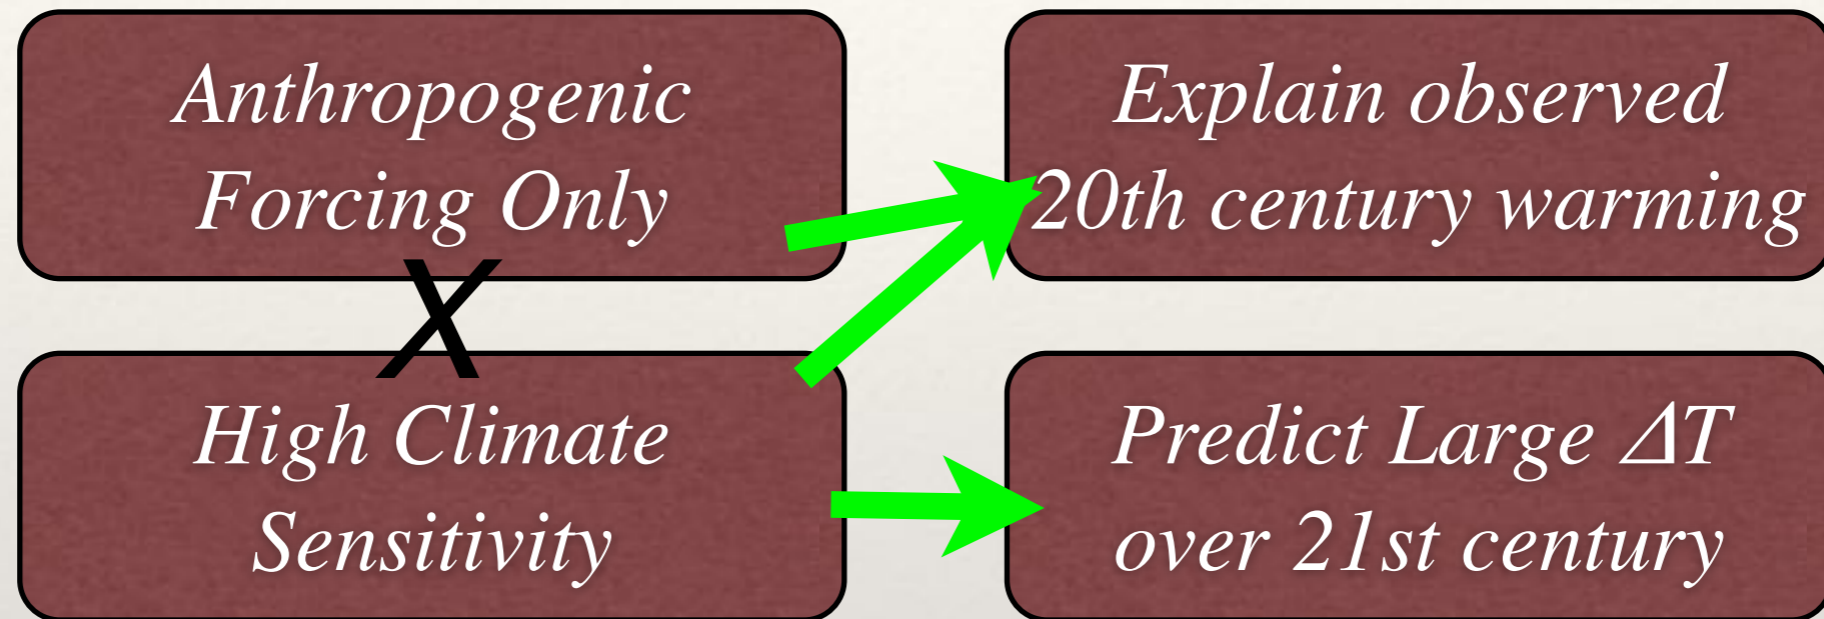 Anthropogenic
Forcing Only
X
High Climate
Sensitivity
Explain observed
20th century warming
Predict Large ΔT
over 21st century